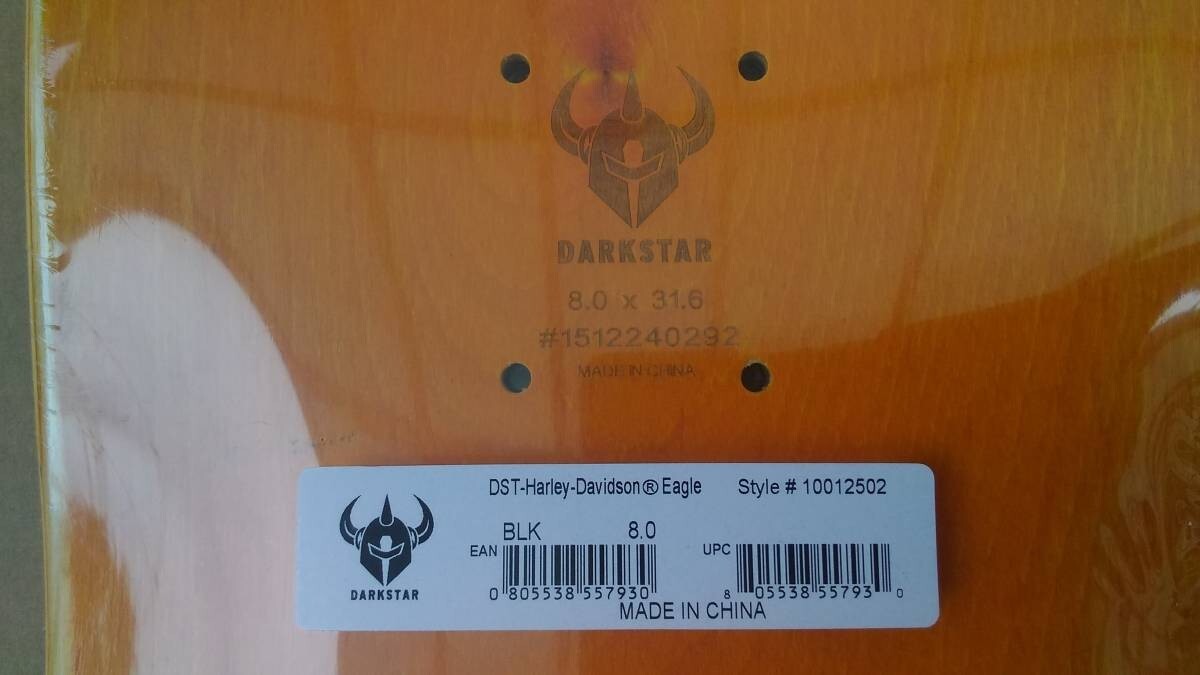 DARKSTAR
8.0 x 31.6
#1512240292
MADE IN CHINA
DST-Harley-Davidson® Eagle Style # 10012502
BLK 8.0
EAN UPC
0 805538 557930 8 05538 55793 0
DARKSTAR
MADE IN CHINA